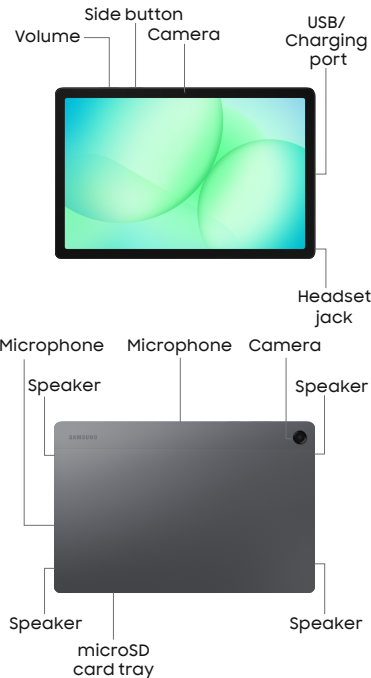 Side button
Volume
Camera
USB/
Charging
port
Headset
jack
Microphone
Microphone
Camera
Speaker
Speaker
SAMSUNG
Speaker
Speaker
microSD
card tray